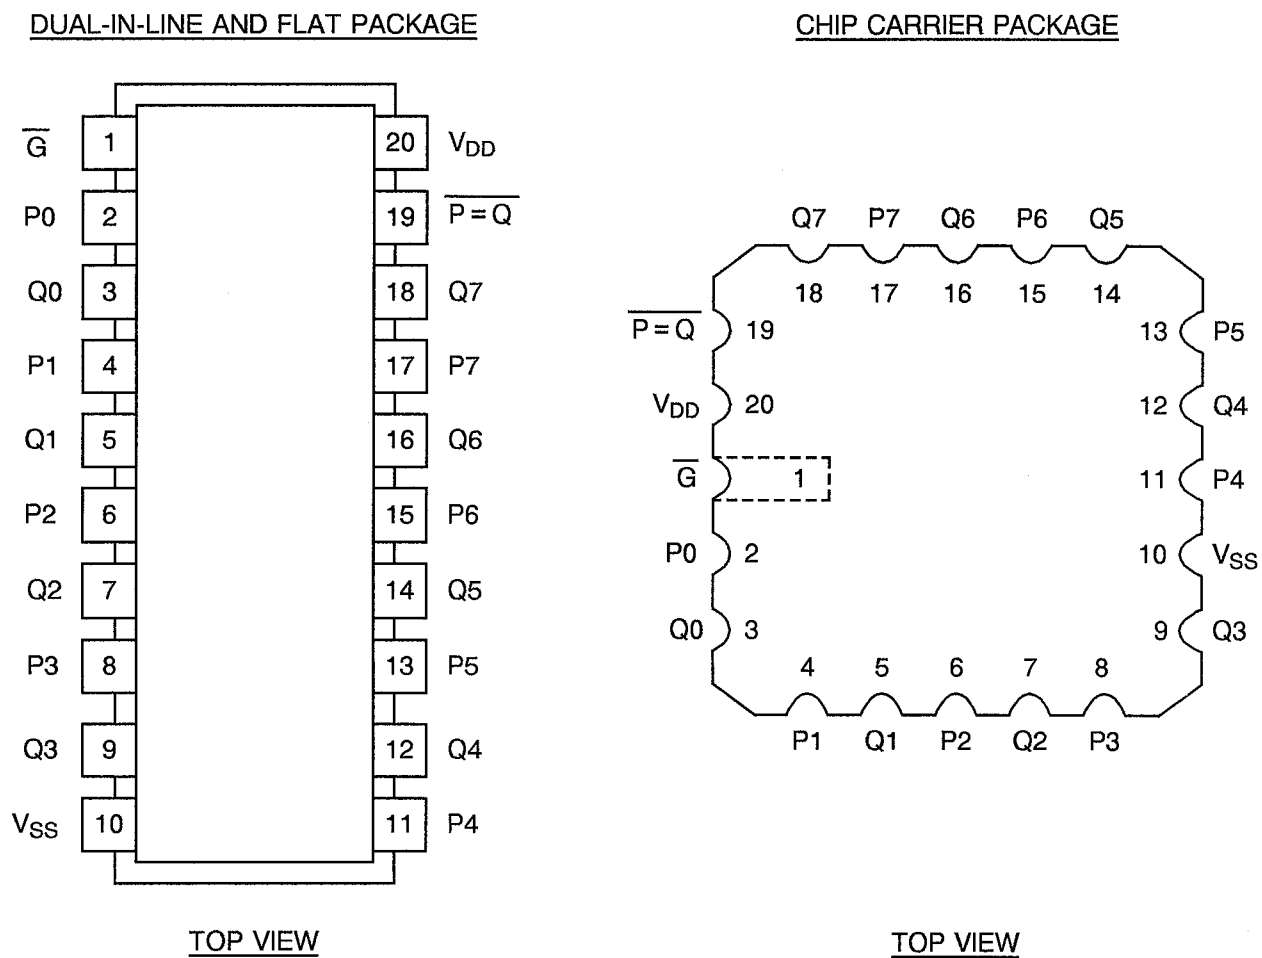 DUAL-IN-LINE AND FLAT PACKAGE
G̅ 1 20 VDD
P0 2 19 P̅=̅Q̅
Q0 3 18 Q7
P1 4 17 P7
Q1 5 16 Q6
P2 6 15 P6
Q2 7 14 Q5
P3 8 13 P5
Q3 9 12 Q4
VSS 10 11 P4
TOP VIEW
CHIP CARRIER PACKAGE
Q7 P7 Q6 P6 Q5
18 17 16 15 14
P̅=̅Q̅ 19 13 P5
VDD 20 12 Q4
G̅ 1 11 P4
P0 2 10 VSS
Q0 3 9 Q3
4 5 6 7 8
P1 Q1 P2 Q2 P3
TOP VIEW